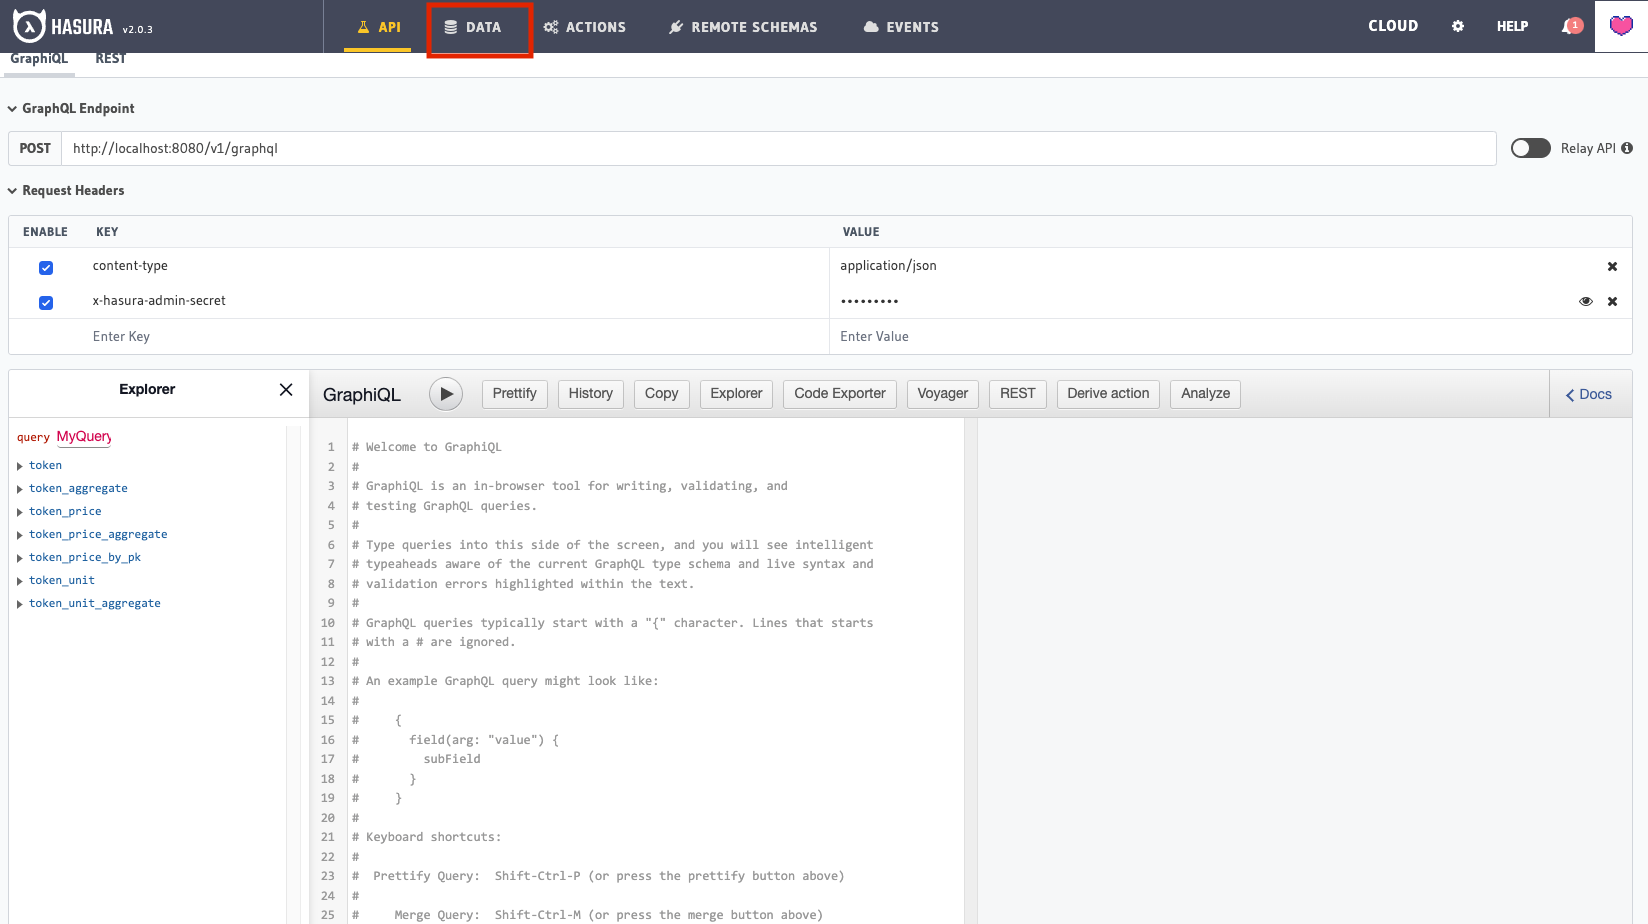 HASURA v2.0.3
API
DATA
ACTIONS
REMOTE SCHEMAS
EVENTS
CLOUD
HELP
1
GraphiQL
REST
GraphQL Endpoint
POST
http://localhost:8080/v1/graphql
Relay API
Request Headers
ENABLE KEY VALUE
content-type application/json
x-hasura-admin-secret •••••••••
Enter Key Enter Value
Explorer
query MyQuery
token
token_aggregate
token_price
token_price_aggregate
token_price_by_pk
token_unit
token_unit_aggregate
GraphiQL
Prettify
History
Copy
Explorer
Code Exporter
Voyager
REST
Derive action
Analyze
Docs
1 # Welcome to GraphiQL
2 #
3 # GraphiQL is an in-browser tool for writing, validating, and
4 # testing GraphQL queries.
5 #
6 # Type queries into this side of the screen, and you will see intelligent
7 # typeaheads aware of the current GraphQL type schema and live syntax and
8 # validation errors highlighted within the text.
9 #
10 # GraphQL queries typically start with a "{" character. Lines that starts
11 # with a # are ignored.
12 #
13 # An example GraphQL query might look like:
14 #
15 #     {
16 #       field(arg: "value") {
17 #         subField
18 #       }
19 #     }
20 #
21 # Keyboard shortcuts:
22 #
23 #  Prettify Query:  Shift-Ctrl-P (or press the prettify button above)
24 #
25 #     Merge Query:  Shift-Ctrl-M (or press the merge button above)